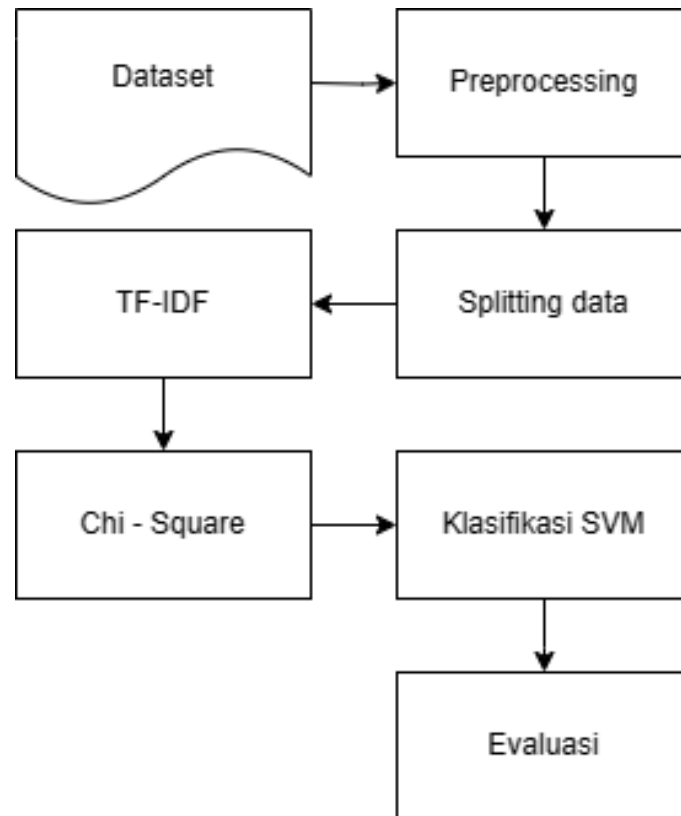 Dataset
Preprocessing
TF-IDF
Splitting data
Chi - Square
Klasifikasi SVM
Evaluasi